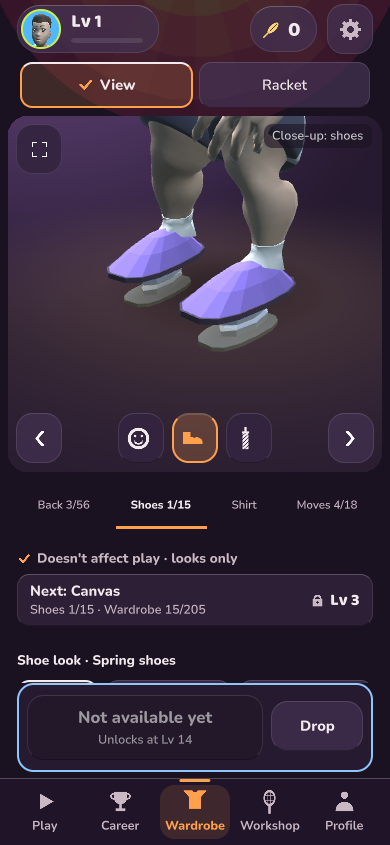 Lv 1
0
View
Racket
Close-up: shoes
Back 3/56
Shoes 1/15
Shirt
Moves 4/18
Doesn't affect play · looks only
Next: Canvas
Shoes 1/15 · Wardrobe 15/205
Lv 3
Shoe look · Spring shoes
Not available yet
Unlocks at Lv 14
Drop
Play
Career
Wardrobe
Workshop
Profile